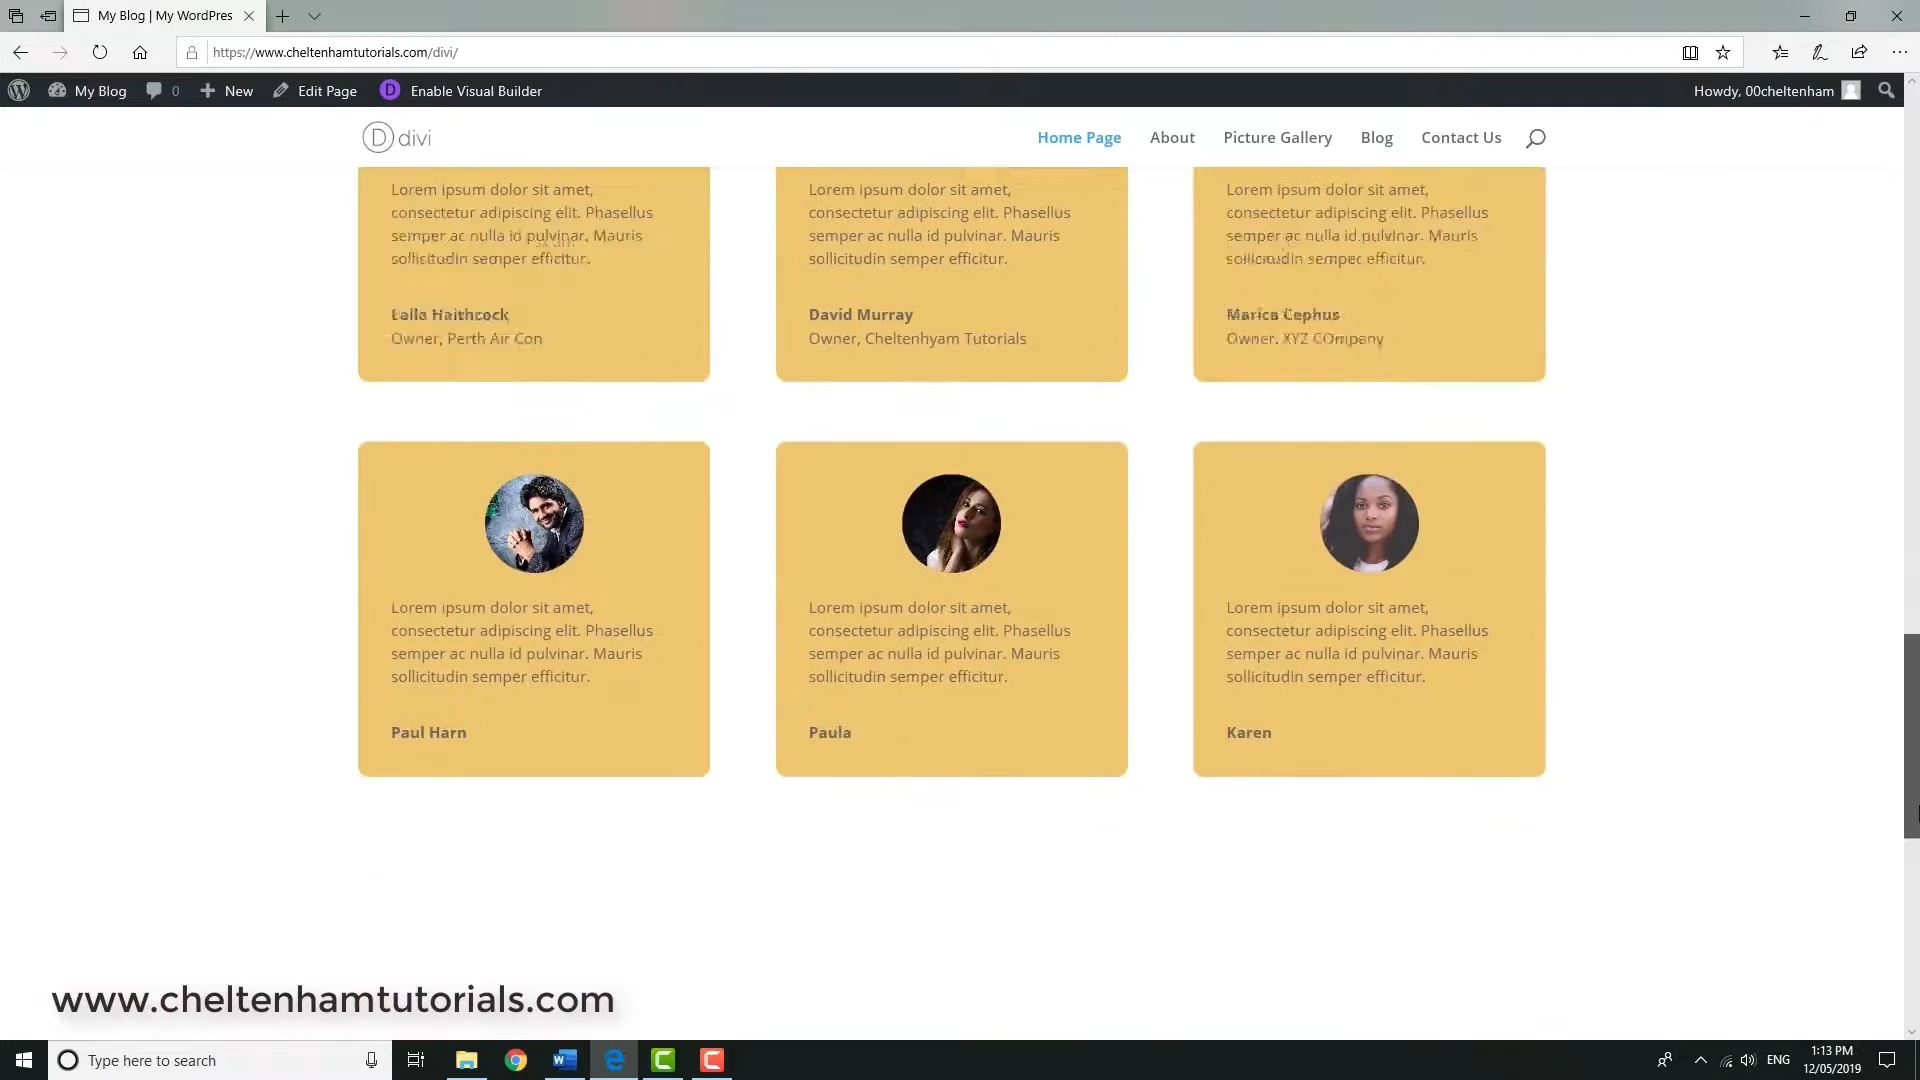 My Blog | My WordPres
https://www.cheltenhamtutorials.com/divi/
My Blog 0 New Edit Page D Enable Visual Builder Howdy, 00cheltenham
D divi Home Page About Picture Gallery Blog Contact Us
Lorem ipsum dolor sit amet,
consectetur adipiscing elit. Phasellus
semper ac nulla id pulvinar. Mauris
sollicitudin semper efficitur.
Lalla Haithcock
Owner, Perth Air Con
Lorem ipsum dolor sit amet,
consectetur adipiscing elit. Phasellus
semper ac nulla id pulvinar. Mauris
sollicitudin semper efficitur.
David Murray
Owner, Cheltenhyam Tutorials
Lorem ipsum dolor sit amet,
consectetur adipiscing elit. Phasellus
semper ac nulla id pulvinar. Mauris
sollicitudin semper efficitur.
Marica Cephus
Owner, XYZ COmpany
Lorem ipsum dolor sit amet,
consectetur adipiscing elit. Phasellus
semper ac nulla id pulvinar. Mauris
sollicitudin semper efficitur.
Paul Harn
Lorem ipsum dolor sit amet,
consectetur adipiscing elit. Phasellus
semper ac nulla id pulvinar. Mauris
sollicitudin semper efficitur.
Paula
Lorem ipsum dolor sit amet,
consectetur adipiscing elit. Phasellus
semper ac nulla id pulvinar. Mauris
sollicitudin semper efficitur.
Karen
www.cheltenhamtutorials.com
Type here to search
ENG
1:13 PM
12/05/2019